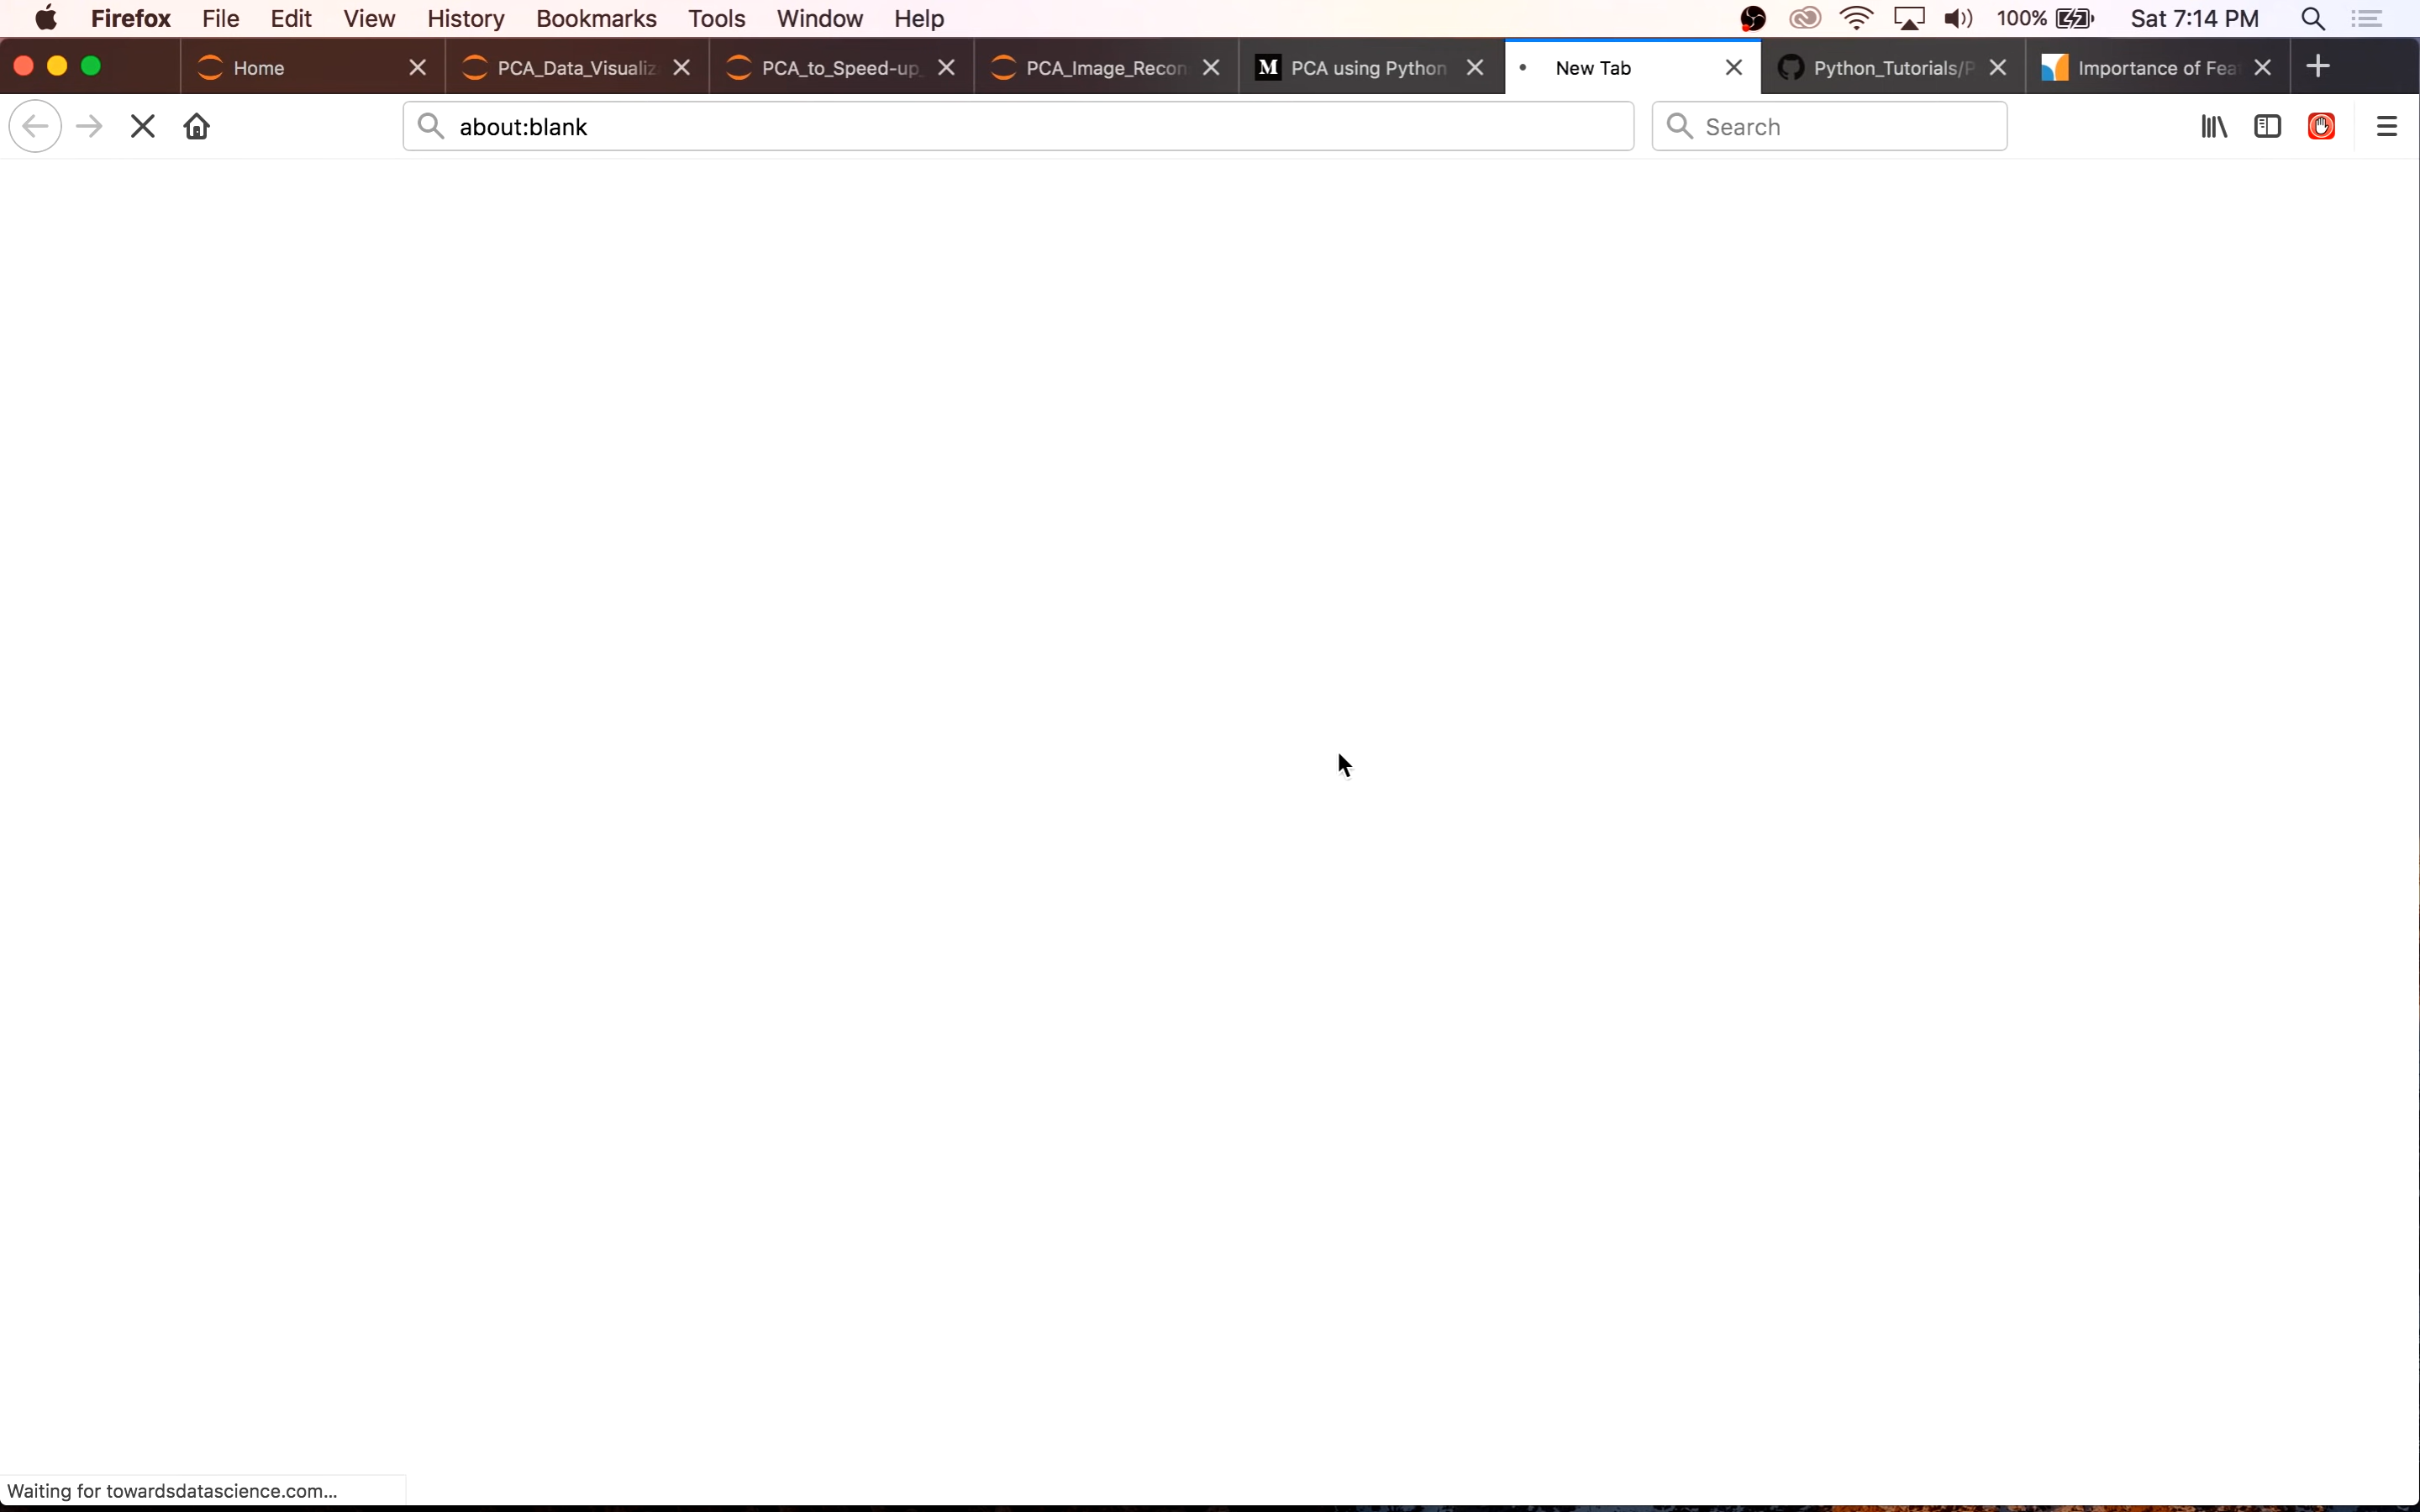 Firefox File Edit View History Bookmarks Tools Window Help 100% Sat 7:14 PM
Home PCA_Data_Visualiz PCA_to_Speed-up_ PCA_Image_Recon M PCA using Python New Tab Python_Tutorials/P Importance of Fea
about:blank Search
Waiting for towardsdatascience.com...